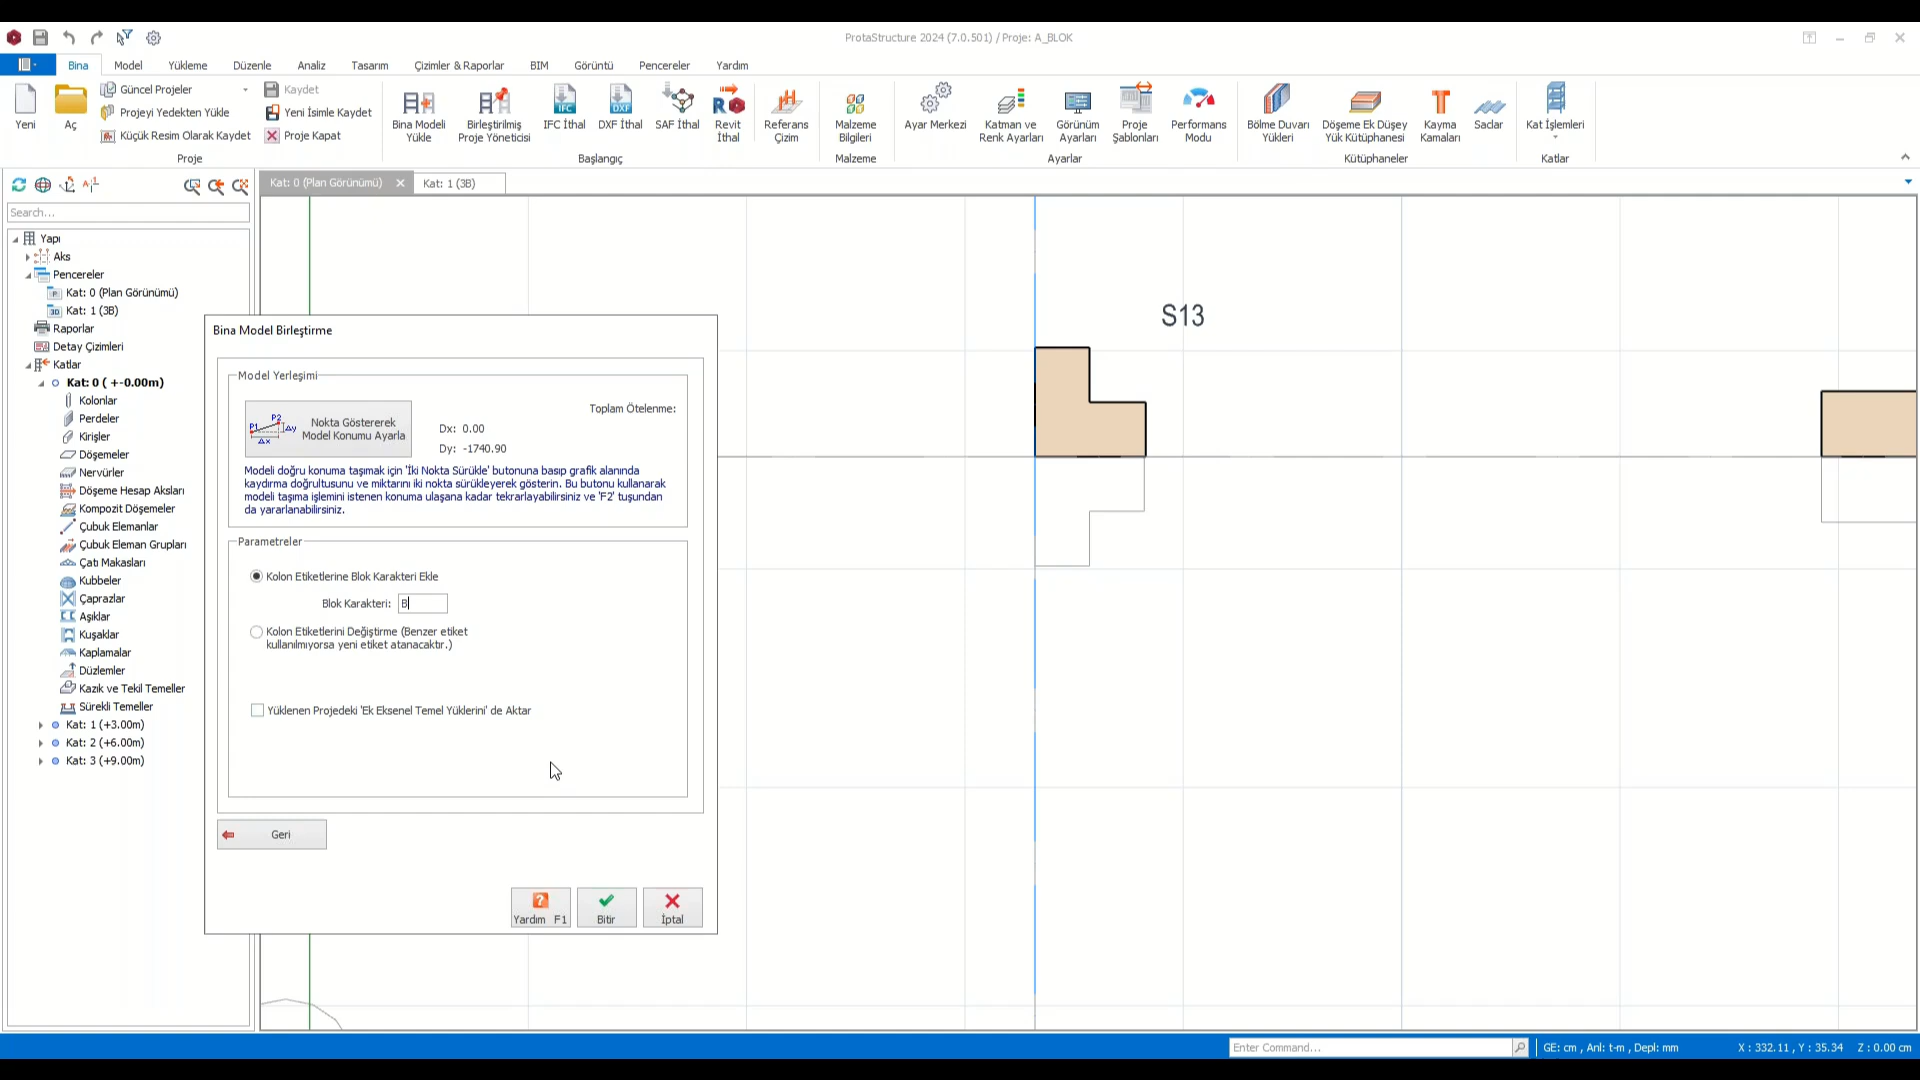 ProtaStructure 2024 (7.0.501) / Proje: A_BLOK
Bina Model Yükleme Düzenle Analiz Tasarım Çizimler & Raporlar BIM Görüntü Pencereler Yardım
Yeni
Aç
Güncel Projeler
Projeyi Yedekten Yükle
Küçük Resim Olarak Kaydet
Kaydet
Yeni İsimle Kaydet
Proje Kapat
Proje
Bina Modeli
Yükle
Birleştirilmiş
Proje Yöneticisi
IFC
IFC İthal
DXF
DXF İthal
SAF İthal
Revit
İthal
Başlangıç
Referans
Çizim
Malzeme
Bilgileri
Malzeme
Ayar Merkezi
Katman ve
Renk Ayarları
Görünüm
Ayarları
Proje
Şablonları
Performans
Modu
Ayarlar
Bölme Duvarı
Yükleri
Döşeme Ek Düşey
Yük Kütüphanesi
Kayma
Kamaları
Saclar
Kütüphaneler
Kat İşlemleri
Katlar
Kat: 0 (Plan Görünümü)
Kat: 1 (3B)
Search...
Yapı
Aks
Pencereler
Kat: 0 (Plan Görünümü)
Kat: 1 (3B)
Raporlar
Detay Çizimleri
Katlar
Kat: 0 ( +-0.00m)
Kolonlar
Perdeler
Kirişler
Döşemeler
Nervürler
Döşeme Hesap Aksları
Kompozit Döşemeler
Çubuk Elemanlar
Çubuk Eleman Grupları
Çatı Makasları
Kubbeler
Çaprazlar
Aşıklar
Kuşaklar
Kaplamalar
Düzlemler
Kazık ve Tekil Temeller
Sürekli Temeller
Kat: 1 (+3.00m)
Kat: 2 (+6.00m)
Kat: 3 (+9.00m)
Bina Model Birleştirme
Model Yerleşimi
P1 P2 Δy Δx
Nokta Göstererek
Model Konumu Ayarla
Toplam Ötelenme:
Dx: 0.00
Dy: -1740.90
Modeli doğru konuma taşımak için 'İki Nokta Sürükle' butonuna basıp grafik alanında
kaydırma doğrultusunu ve miktarını iki nokta sürükleyerek gösterin. Bu butonu kullanarak
modeli taşıma işlemini istenen konuma ulaşana kadar tekrarlayabilirsiniz ve 'F2' tuşundan
da yararlanabilirsiniz.
Parametreler
Kolon Etiketlerine Blok Karakteri Ekle
Blok Karakteri: B
Kolon Etiketlerini Değiştirme (Benzer etiket
kullanılmıyorsa yeni etiket atanacaktır.)
Yüklenen Projedeki 'Ek Eksenel Temel Yüklerini' de Aktar
Geri
Yardım F1
Bitir
İptal
S13
Enter Command...
GE: cm , Anl: t-m , Depl: mm
X : 332.11 , Y : 35.34 Z : 0.00 cm